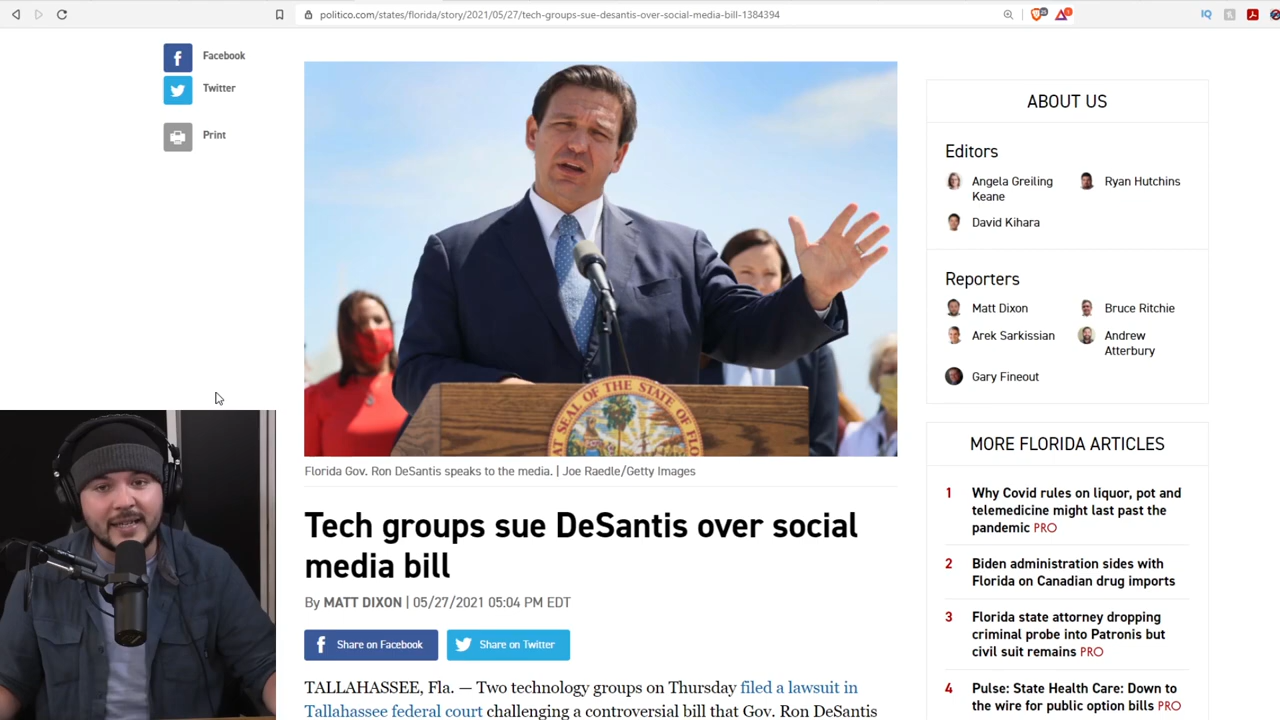 politico.com/states/florida/story/2021/05/27/tech-groups-sue-desantis-over-social-media-bill-1384394
Facebook
Twitter
Print
SEAL OF THE STATE OF
Florida Gov. Ron DeSantis speaks to the media. | Joe Raedle/Getty Images
Tech groups sue DeSantis over social
media bill
By MATT DIXON | 05/27/2021 05:04 PM EDT
Share on Facebook
Share on Twitter
TALLAHASSEE, Fla. — Two technology groups on Thursday filed a lawsuit in
Tallahassee federal court challenging a controversial bill that Gov. Ron DeSantis
ABOUT US
Editors
Angela Greiling
Keane
Ryan Hutchins
David Kihara
Reporters
Matt Dixon
Bruce Ritchie
Arek Sarkissian
Andrew
Atterbury
Gary Fineout
MORE FLORIDA ARTICLES
1 Why Covid rules on liquor, pot and
telemedicine might last past the
pandemic PRO
2 Biden administration sides with
Florida on Canadian drug imports
3 Florida state attorney dropping
criminal probe into Patronis but
civil suit remains PRO
4 Pulse: State Health Care: Down to
the wire for public option bills PRO